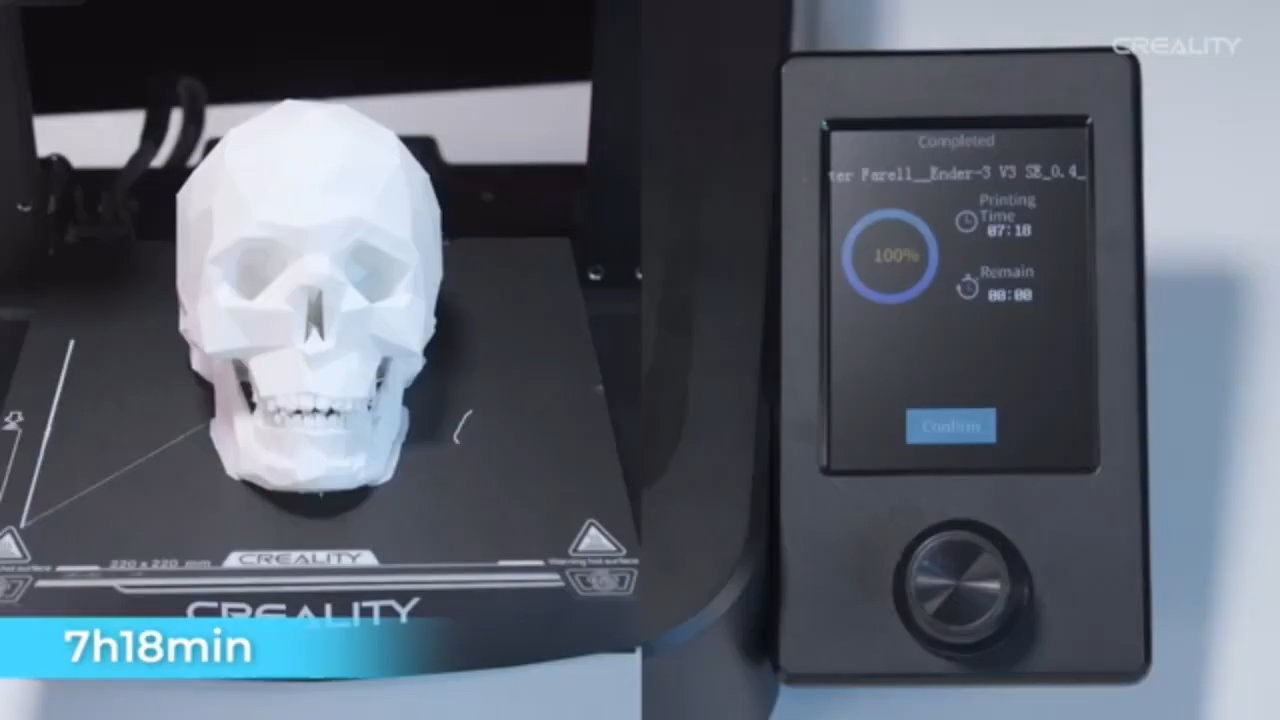 CREALITY
Completed
ter Farell__Ender-3 V3 SE_0.4_
Printing
Time
07:18
100%
Remain
00:00
Confirm
220 x 220 mm
CREALITY
CREALITY
7h18min